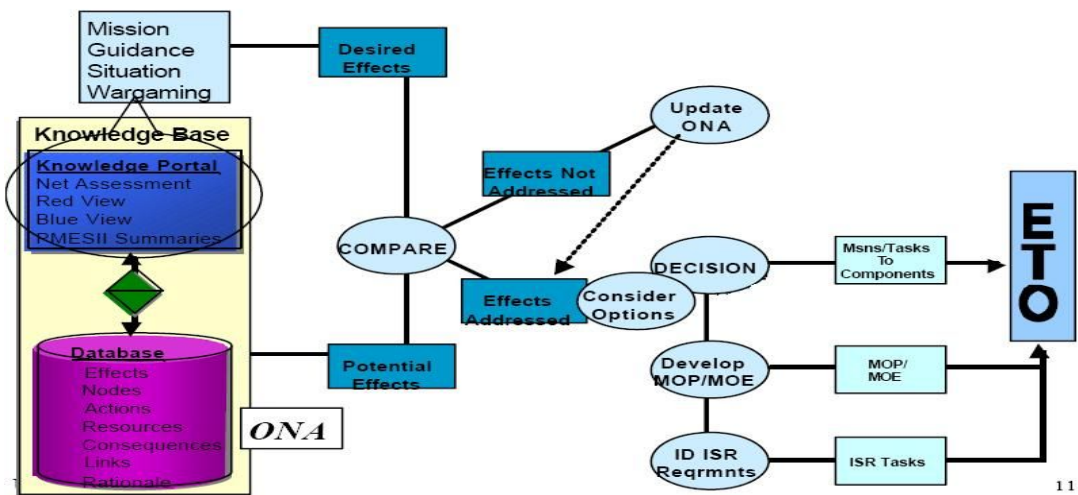 Mission
Guidance
Situation
Wargaming
Knowledge Base
Knowledge Portal
Net Assessment
Red View
Blue View
PMESII Summaries
Database
Effects
Nodes
Actions
Resources
Consequences
Links
Rationale
ONA
Desired
Effects
Potential
Effects
COMPARE
Effects Not
Addressed
Effects
Addressed
Update
ONA
Consider
Options
DECISION
Develop
MOP/MOE
ID ISR
Reqrmnts
Msns/Tasks
To
Components
MOP/
MOE
ISR Tasks
ETO
11